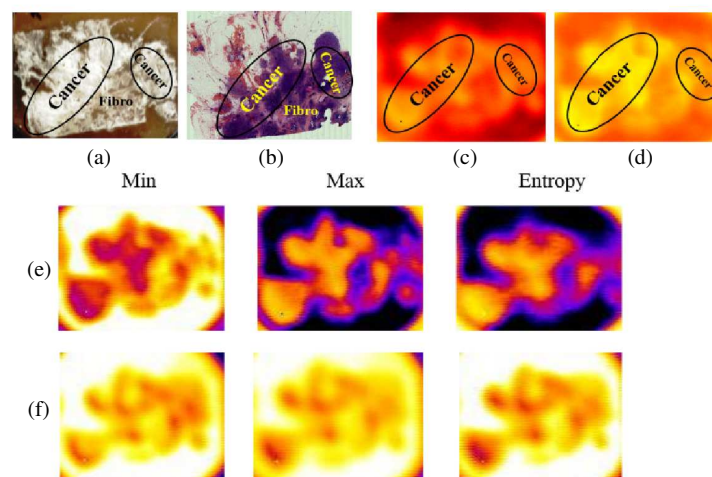 Cancer
Cancer
Fibro
Cancer
Cancer
Fibro
Cancer
Cancer
Cancer
Cancer
(a)
(b)
(c)
(d)
Min
Max
Entropy
(e)
(f)